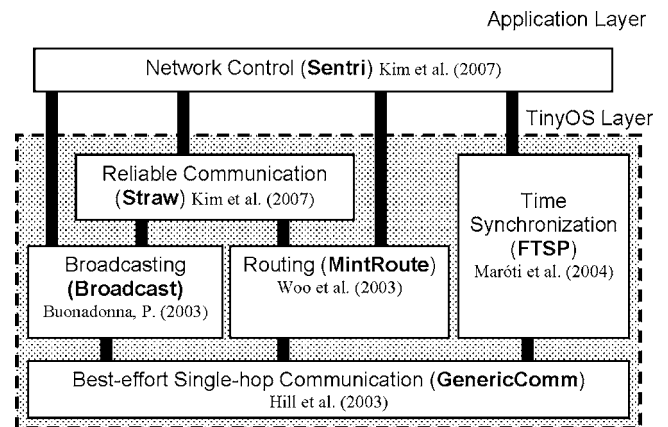 Application Layer
Network Control (Sentri) Kim et al. (2007)
TinyOS Layer
Reliable Communication
(Straw) Kim et al. (2007)
Time
Synchronization
(FTSP)
Maróti et al. (2004)
Broadcasting
(Broadcast)
Buonadonna, P. (2003)
Routing (MintRoute)
Woo et al. (2003)
Best-effort Single-hop Communication (GenericComm)
Hill et al. (2003)